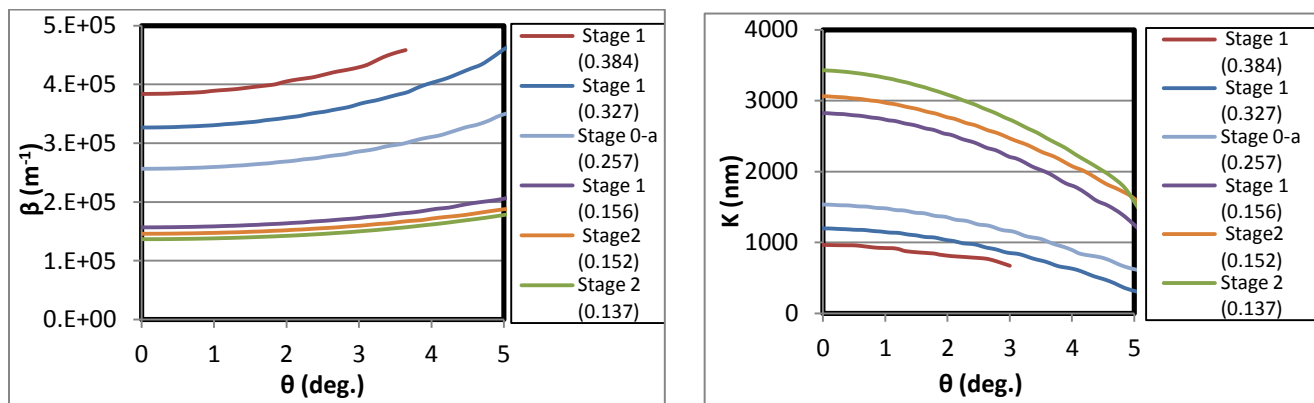 5.E+05
4.E+05
3.E+05
2.E+05
1.E+05
0.E+00
β (m⁻¹)
0 1 2 3 4 5
θ (deg.)
Stage 1
(0.384)
Stage 1
(0.327)
Stage 0-a
(0.257)
Stage 1
(0.156)
Stage2
(0.152)
Stage 2
(0.137)
4000
3000
2000
1000
0
K (nm)
0 1 2 3 4 5
θ (deg.)
Stage 1
(0.384)
Stage 1
(0.327)
Stage 0-a
(0.257)
Stage 1
(0.156)
Stage2
(0.152)
Stage 2
(0.137)